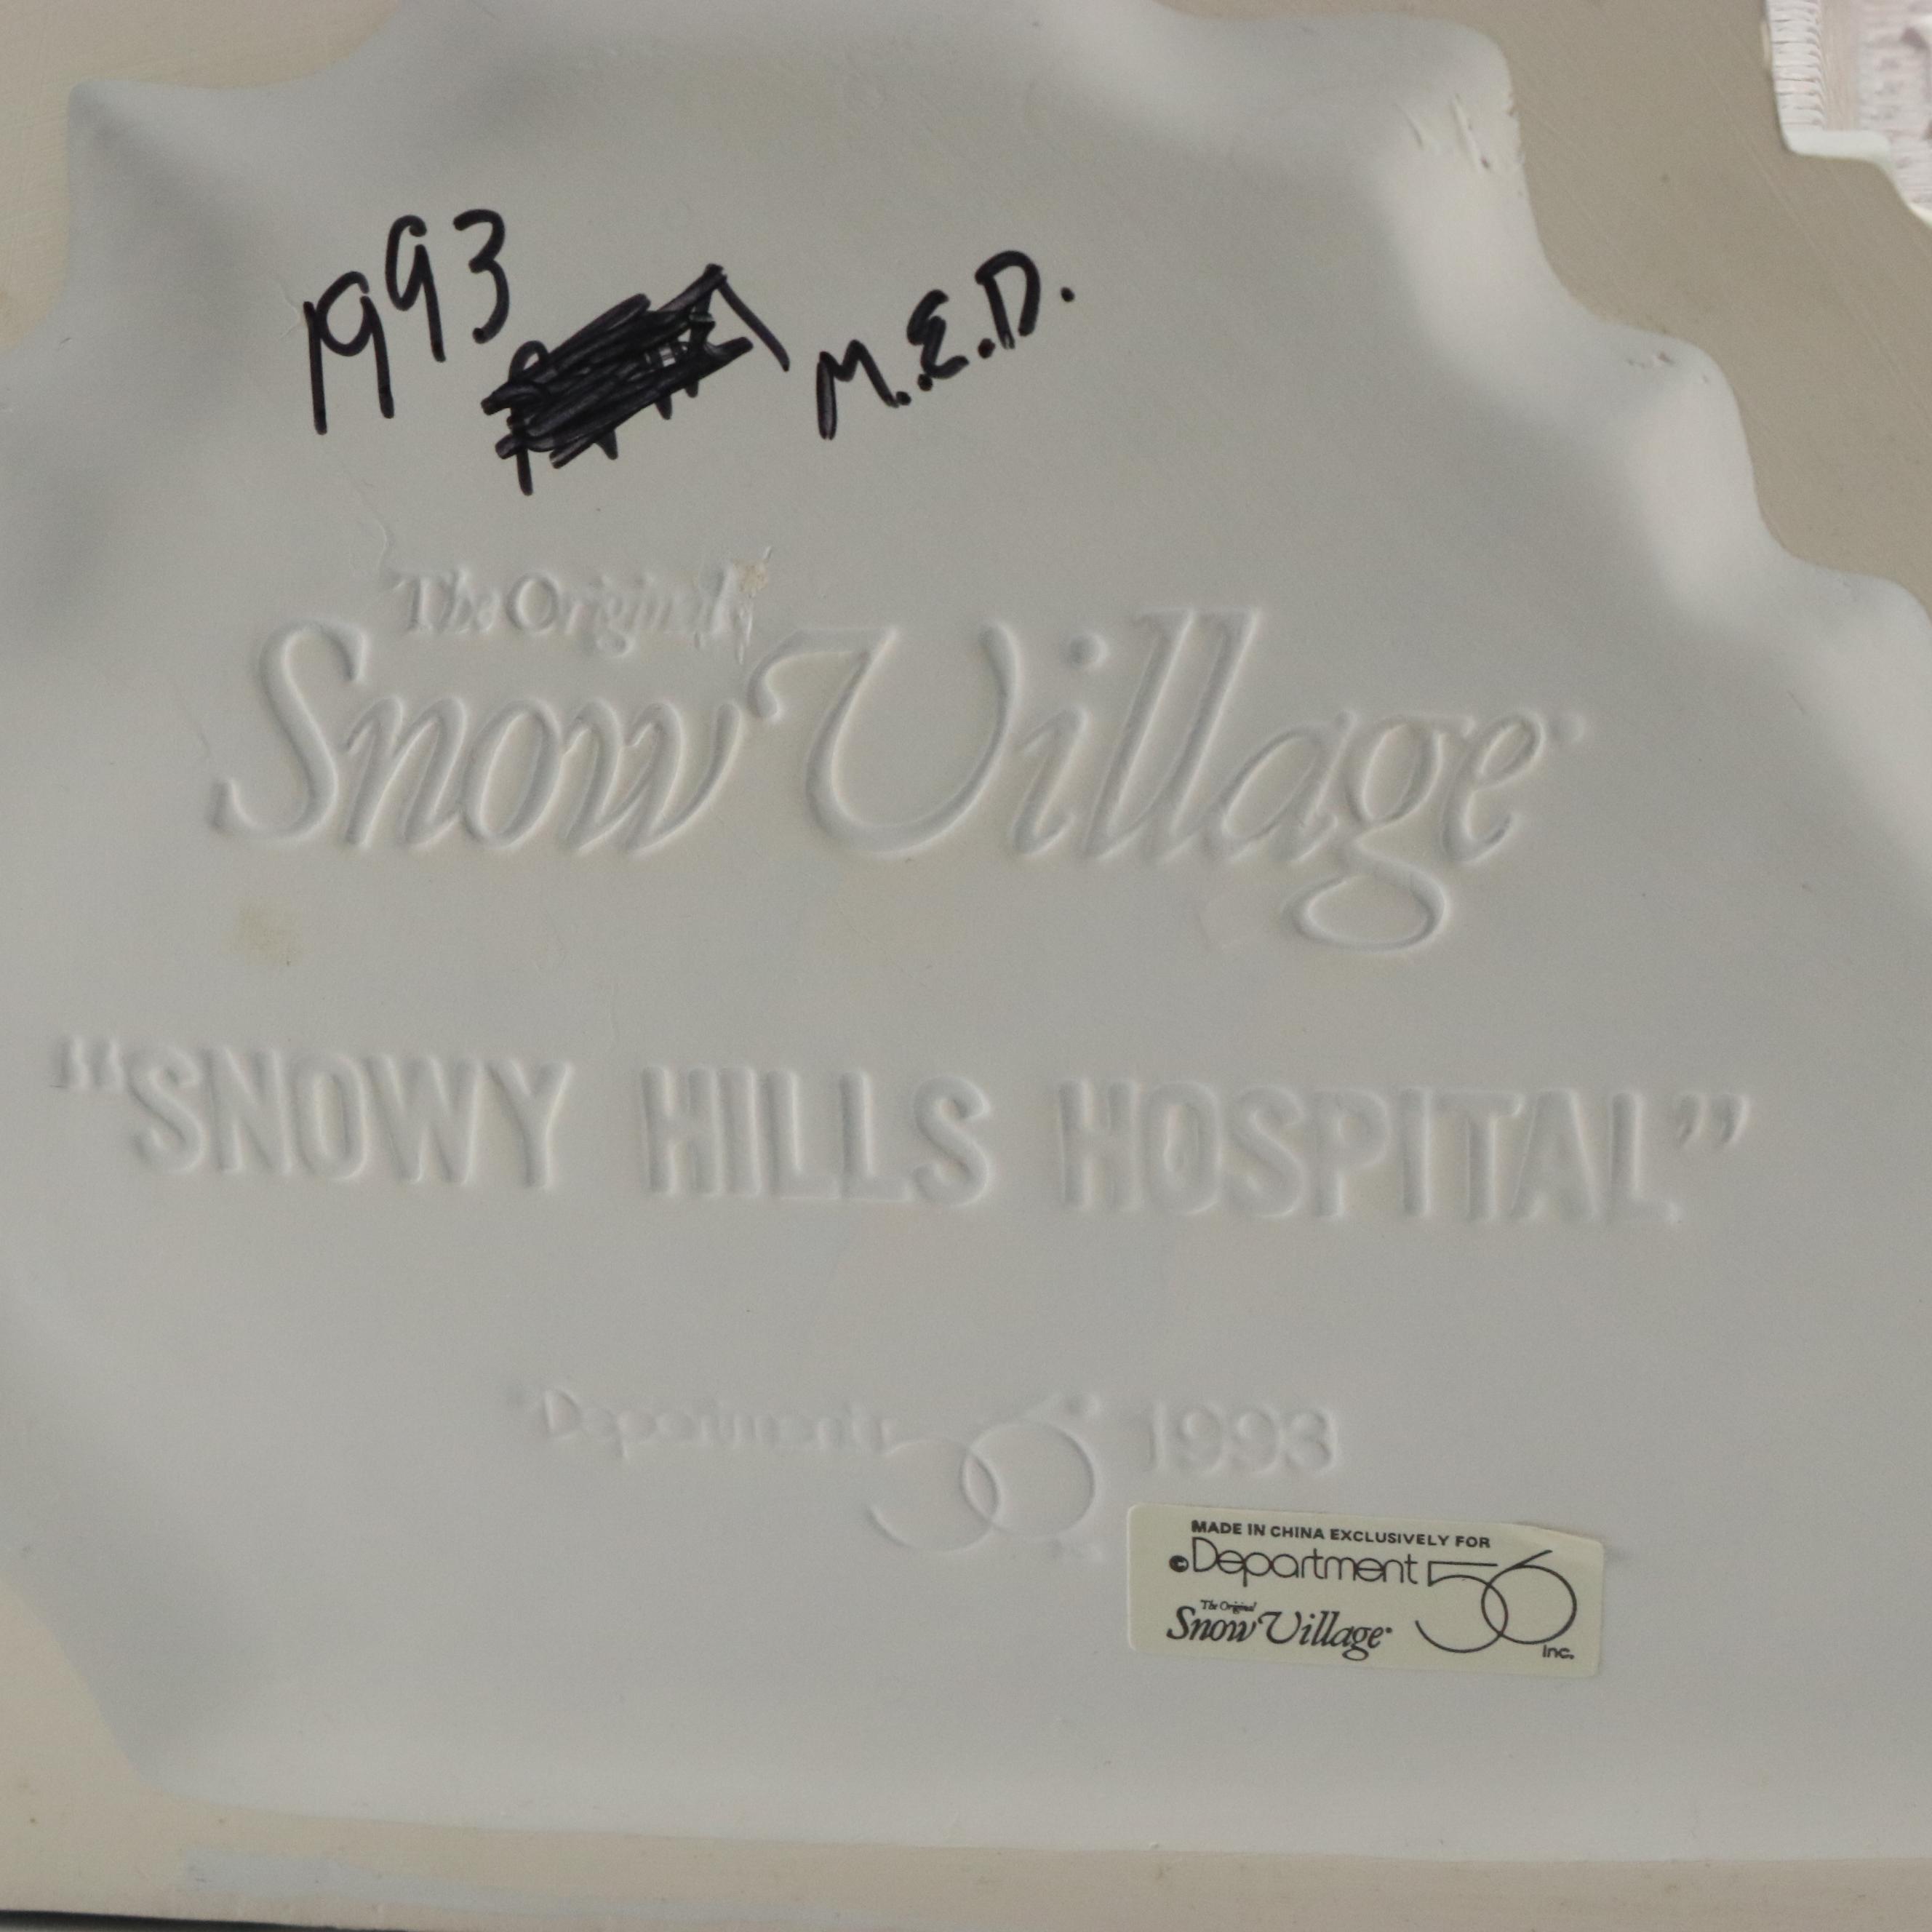 1993 M.E.D.
The Original
Snow Village
"SNOWY HILLS HOSPITAL"
Department 56 1993
MADE IN CHINA EXCLUSIVELY FOR
©Department 56
The Original
Snow Village®
Inc.